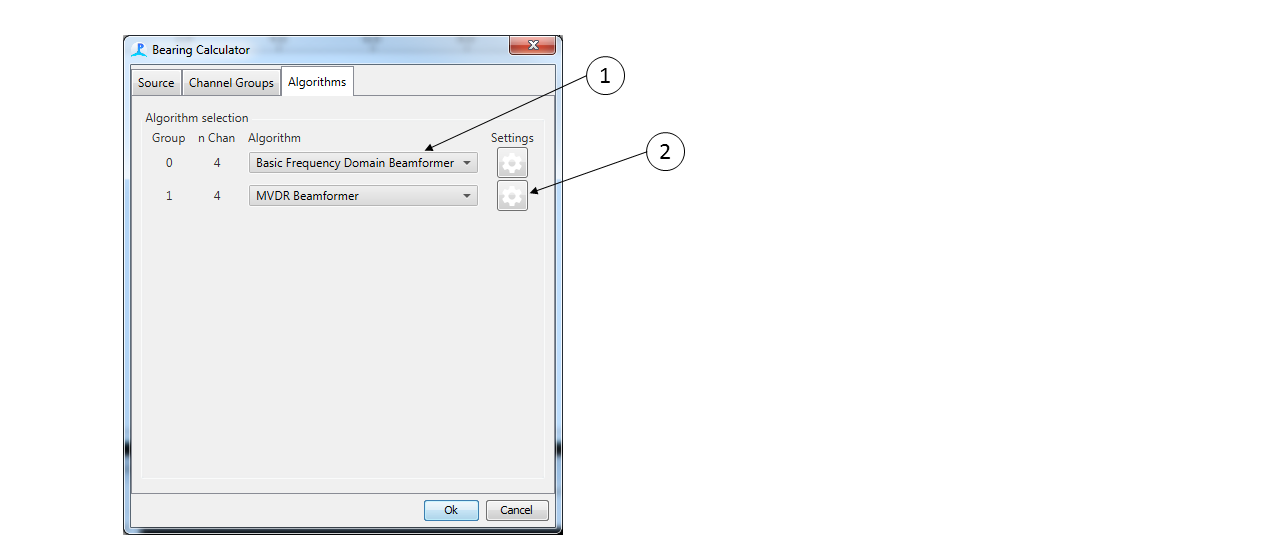 Bearing Calculator
Source Channel Groups Algorithms
1
Algorithm selection
Group n Chan Algorithm Settings
2
0 4 Basic Frequency Domain Beamformer
1 4 MVDR Beamformer
Ok Cancel